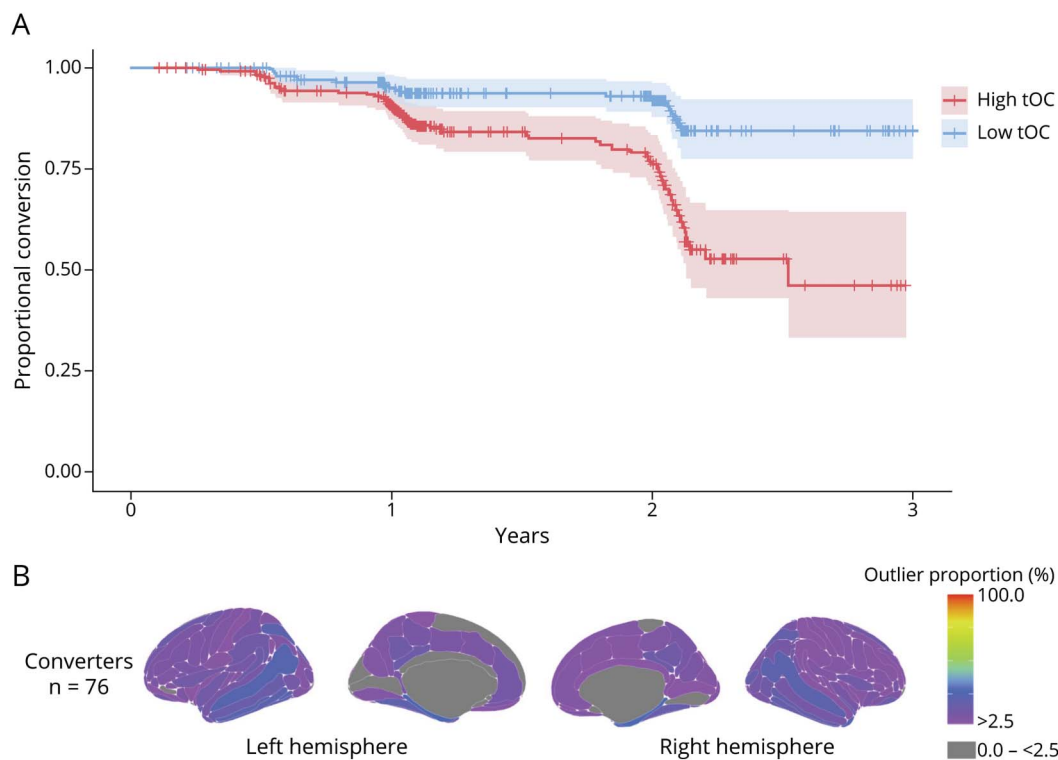 A
Proportional conversion
1.00
0.75
0.50
0.25
0.00
0 1 2 3
Years
High tOC
Low tOC
B
Converters
n = 76
Left hemisphere
Right hemisphere
Outlier proportion (%)
100.0
>2.5
0.0 – <2.5